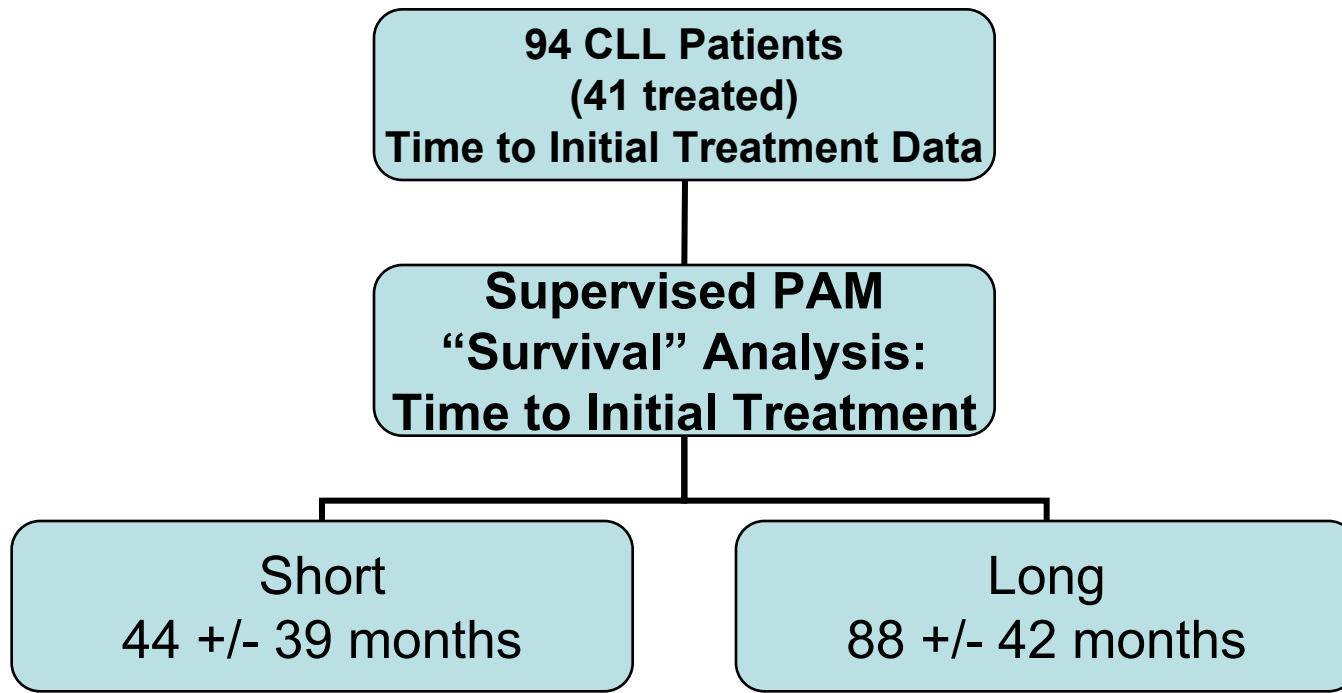 94 CLL Patients
(41 treated)
Time to Initial Treatment Data
Supervised PAM
“Survival” Analysis:
Time to Initial Treatment
Short
44 +/- 39 months
Long
88 +/- 42 months